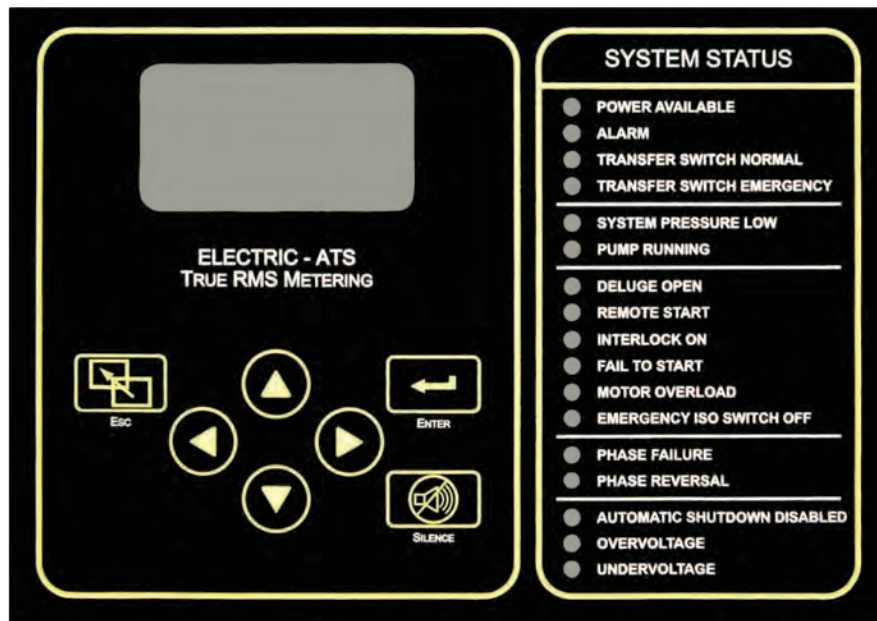 ELECTRIC - ATS
TRUE RMS METERING
ESC
ENTER
SILENCE
SYSTEM STATUS
POWER AVAILABLE
ALARM
TRANSFER SWITCH NORMAL
TRANSFER SWITCH EMERGENCY
SYSTEM PRESSURE LOW
PUMP RUNNING
DELUGE OPEN
REMOTE START
INTERLOCK ON
FAIL TO START
MOTOR OVERLOAD
EMERGENCY ISO SWITCH OFF
PHASE FAILURE
PHASE REVERSAL
AUTOMATIC SHUTDOWN DISABLED
OVERVOLTAGE
UNDERVOLTAGE